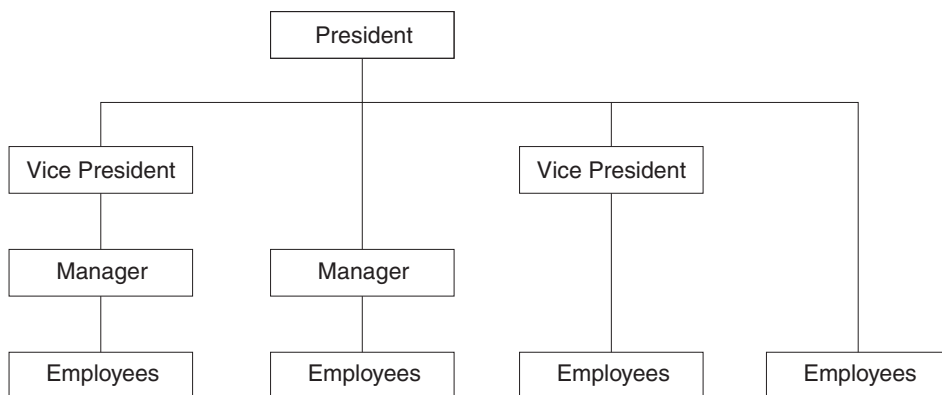 President
Vice President
Vice President
Manager
Manager
Employees
Employees
Employees
Employees